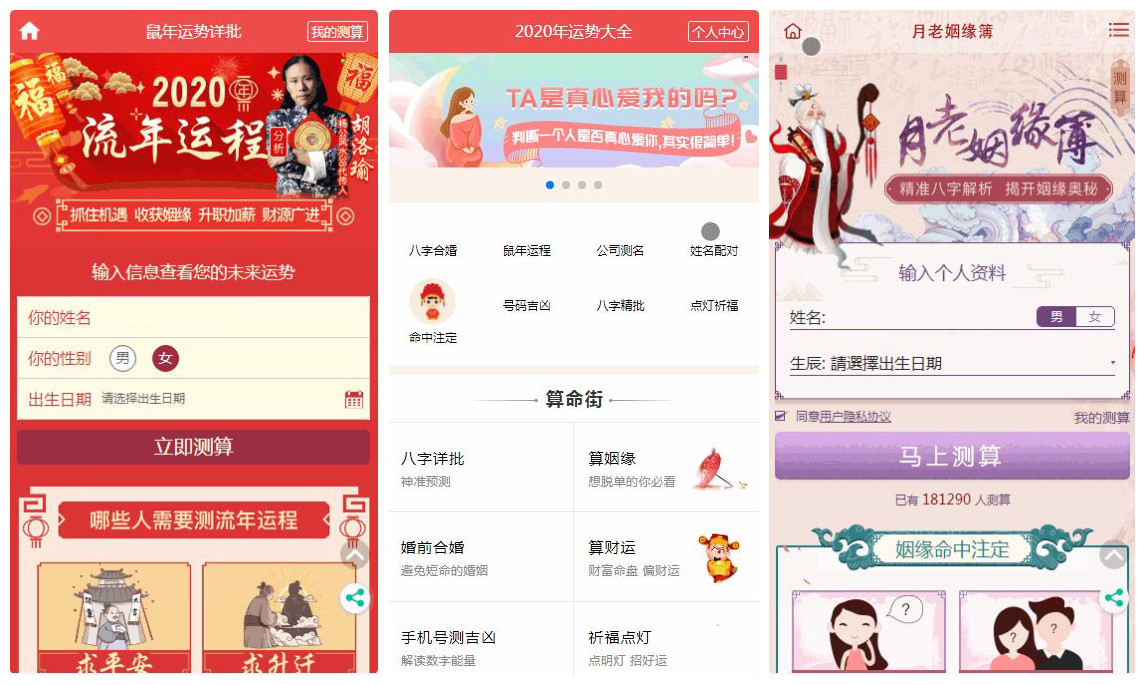 鼠年运势详批
我的测算
福
福
福
2020年
流年运程
分析
杨公风水当代传人
胡洛瑜
抓住机遇 收获姻缘 升职加薪 财源广进
输入信息查看您的未来运势
你的姓名
你的性别 男 女
出生日期 请选择出生日期
立即测算
哪些人需要测流年运程
求平安
求升迁
2020年运势大全
个人中心
TA是真心爱我的吗?
判断一个人是否真心爱你,其实很简单!
八字合婚
鼠年运程
公司测名
姓名配对
命中注定
号码吉凶
八字精批
点灯祈福
算命街
八字详批
神准预测
算姻缘
想脱单的你必看
婚前合婚
避免短命的婚姻
算财运
财富命盘 偏财运
手机号测吉凶
解读数字能量
祈福点灯
点明灯 招好运
月老姻缘簿
测算
月老姻缘簿
精准八字解析 揭开姻缘奥秘
输入个人资料
姓名:
男 女
生辰: 請選擇出生日期
同意用户隐私协议
我的测算
马上测算
已有 181290 人测算
姻缘命中注定
?
? ?